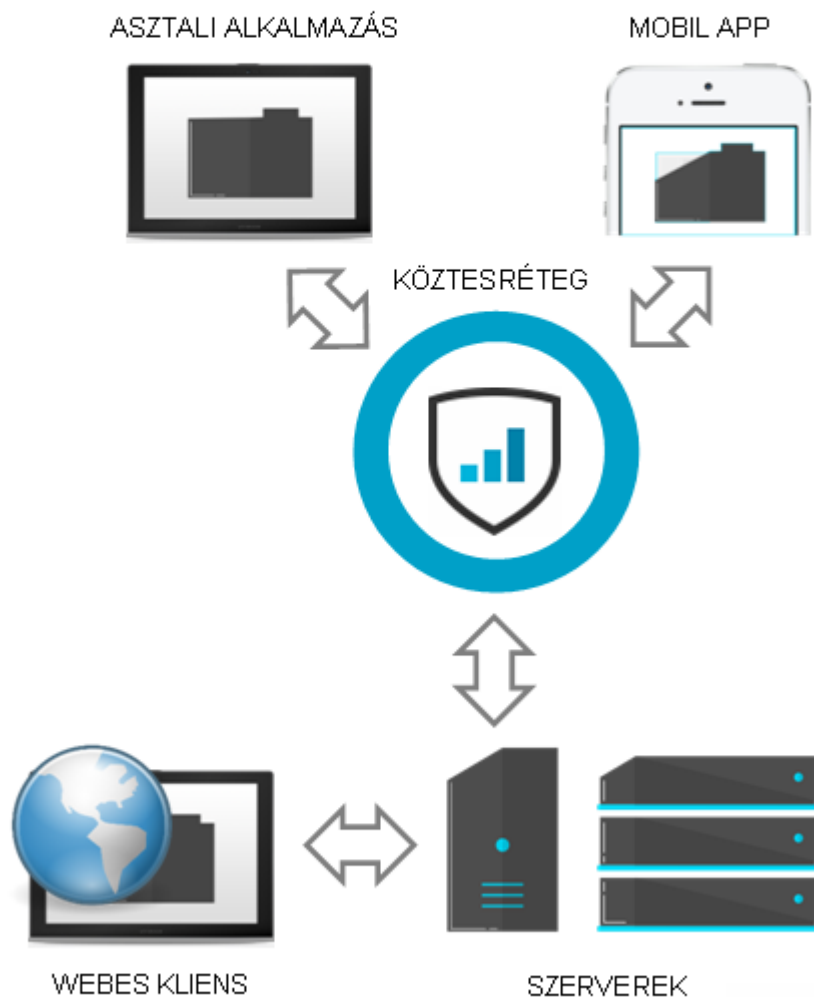 ASZTALI ALKALMAZÁS
MOBIL APP
KÖZTESRÉTEG
WEBES KLIENS
SZERVEREK